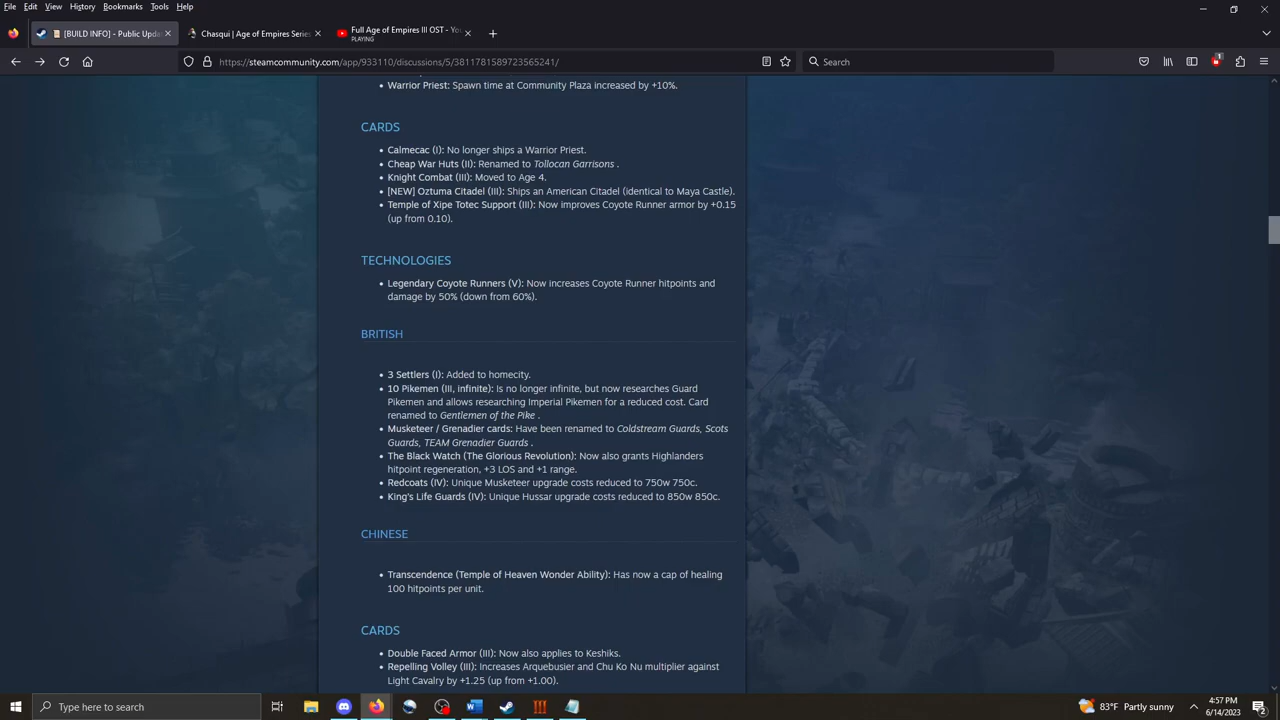 File Edit View History Bookmarks Tools Help
[BUILD INFO] - Public Upda
Chasqui | Age of Empires Series
Full Age of Empires III OST - Yo
PLAYING
https://steamcommunity.com/app/933110/discussions/5/3811781589723565241/
Search
1
• Warrior Priest: Spawn time at Community Plaza increased by +10%.
CARDS
• Calmecac (I): No longer ships a Warrior Priest.
• Cheap War Huts (II): Renamed to Tollocan Garrisons .
• Knight Combat (III): Moved to Age 4.
• [NEW] Oztuma Citadel (III): Ships an American Citadel (identical to Maya Castle).
• Temple of Xipe Totec Support (III): Now improves Coyote Runner armor by +0.15
(up from 0.10).
TECHNOLOGIES
• Legendary Coyote Runners (V): Now increases Coyote Runner hitpoints and
damage by 50% (down from 60%).
BRITISH
• 3 Settlers (I): Added to homecity.
• 10 Pikemen (III, infinite): Is no longer infinite, but now researches Guard
Pikemen and allows researching Imperial Pikemen for a reduced cost. Card
renamed to Gentlemen of the Pike .
• Musketeer / Grenadier cards: Have been renamed to Coldstream Guards, Scots
Guards, TEAM Grenadier Guards .
• The Black Watch (The Glorious Revolution): Now also grants Highlanders
hitpoint regeneration, +3 LOS and +1 range.
• Redcoats (IV): Unique Musketeer upgrade costs reduced to 750w 750c.
• King's Life Guards (IV): Unique Hussar upgrade costs reduced to 850w 850c.
CHINESE
• Transcendence (Temple of Heaven Wonder Ability): Has now a cap of healing
100 hitpoints per unit.
CARDS
• Double Faced Armor (III): Now also applies to Keshiks.
• Repelling Volley (III): Increases Arquebusier and Chu Ko Nu multiplier against
Light Cavalry by +1.25 (up from +1.00).
Type here to search
83°F Partly sunny
4:57 PM
6/14/2023
2